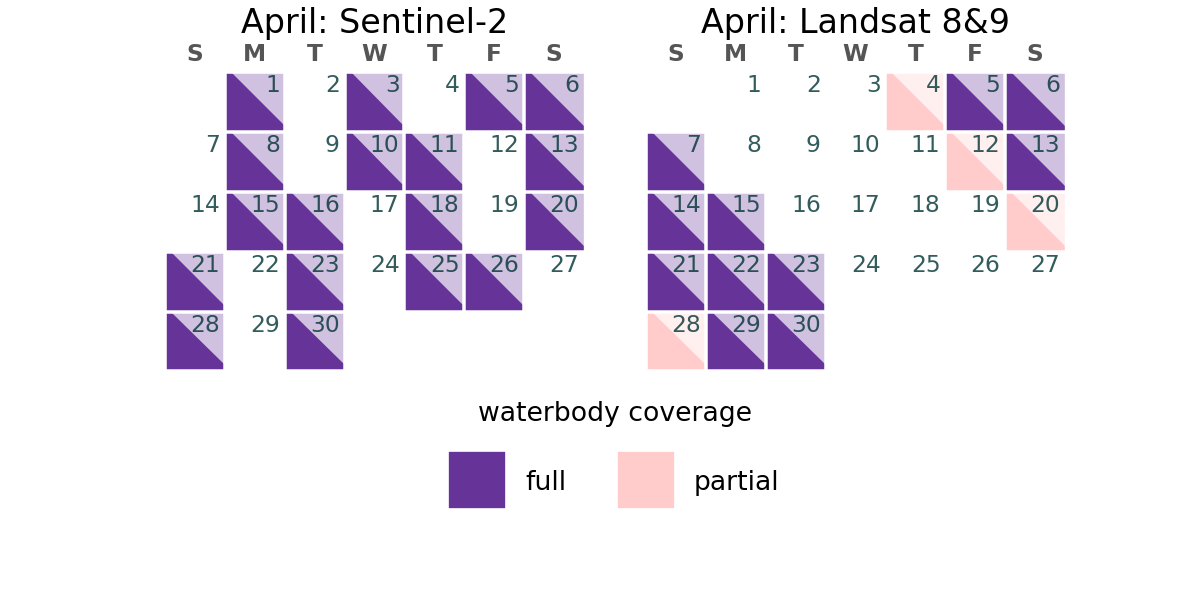 April: Sentinel-2
S M T W T F S
1 2 3 4 5 6
7 8 9 10 11 12 13
14 15 16 17 18 19 20
21 22 23 24 25 26 27
28 29 30
April: Landsat 8&9
S M T W T F S
1 2 3 4 5 6
7 8 9 10 11 12 13
14 15 16 17 18 19 20
21 22 23 24 25 26 27
28 29 30
waterbody coverage
full partial